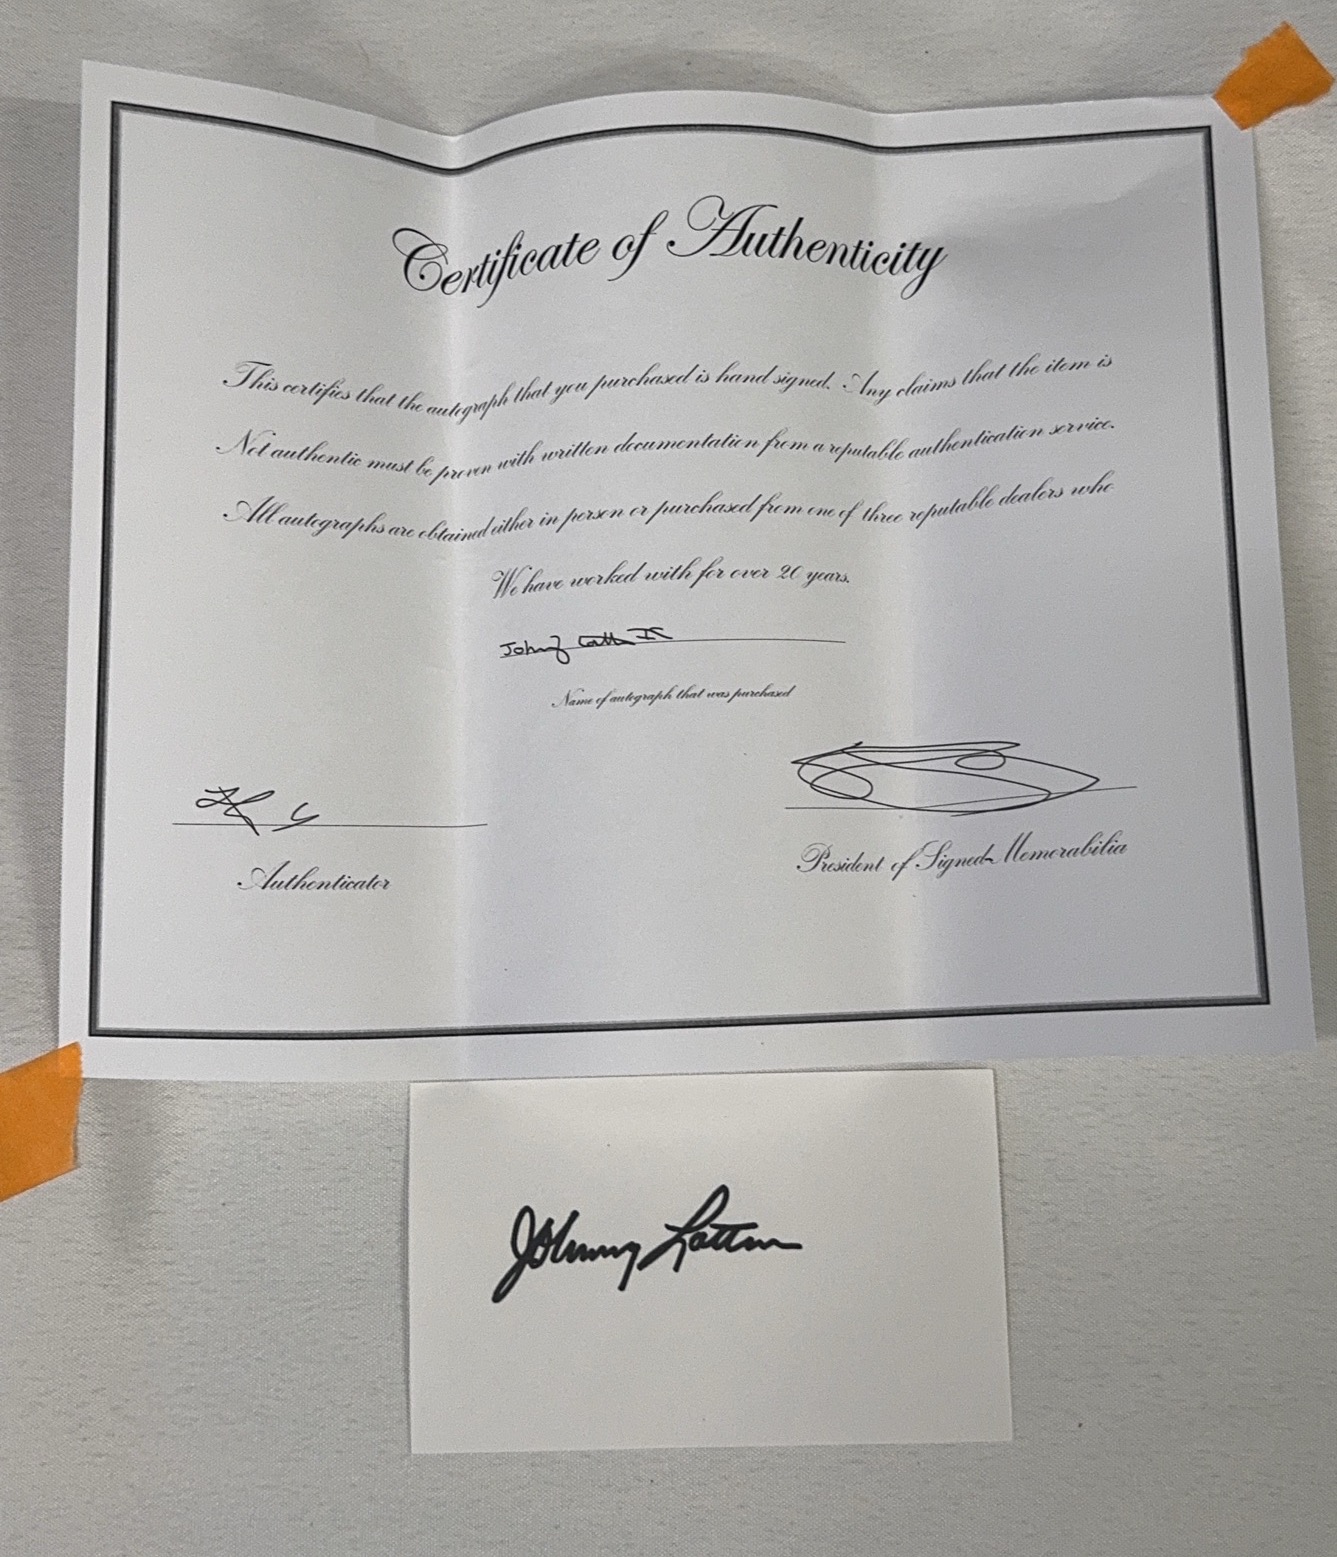 Certificate of Authenticity
This certifies that the autograph that you purchased is hand signed. Any claims that the item is
Not authentic must be proven with written documentation from a reputable authentication service.
All autographs are obtained either in person or purchased from one of three reputable dealers who
We have worked with for over 20 years.
Johnny
Name of autograph that was purchased
Authenticator
President of Signed Memorabilia
Johnny Lattner